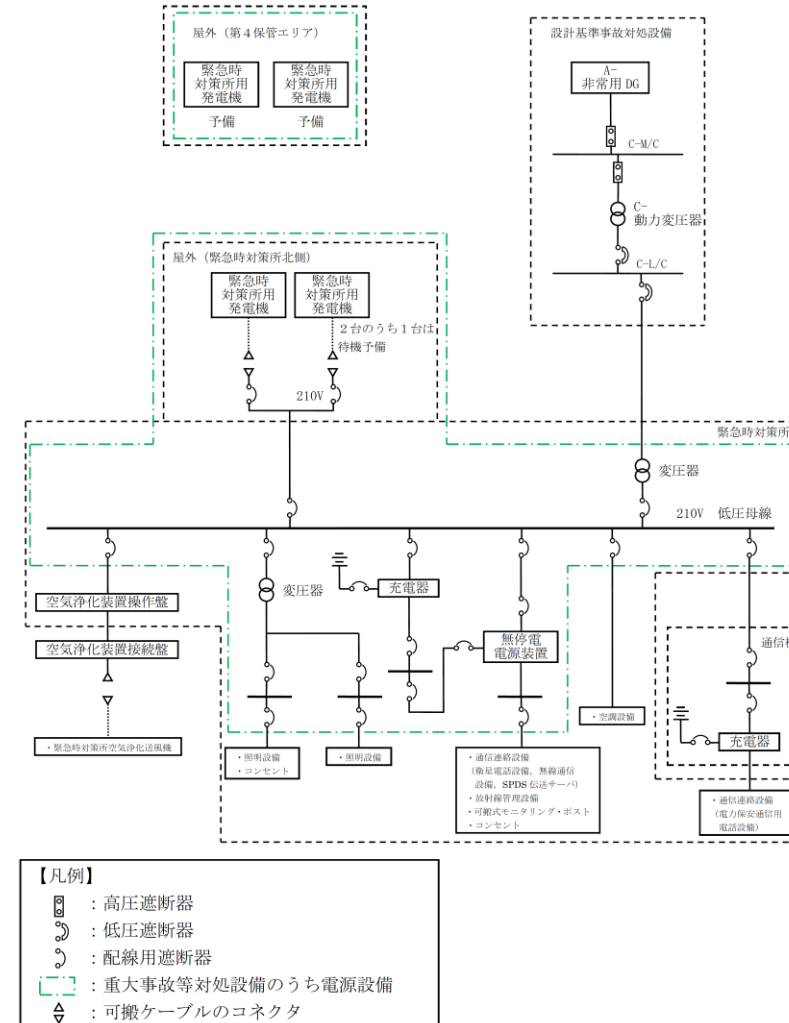 屋外（第４保管エリア）
緊急時
対策所用
発電機
緊急時
対策所用
発電機
予備
予備
設計基準事故対処設備
A-
非常用 DG
C-M/C
C-
動力変圧器
C-L/C
屋外（緊急時対策所北側）
緊急時
対策所用
発電機
緊急時
対策所用
発電機
２台のうち１台は
待機予備
210V
緊急時対策所
変圧器
210V 低圧母線
空気浄化装置操作盤
変圧器
充電器
空気浄化装置接続盤
無停電
電源装置
通信機
・緊急時対策所空気浄化送風機
・空調設備
充電器
・照明設備
・コンセント
・照明設備
・通信連絡設備
（衛星電話設備，無線通信
設備，SPDS 伝送サーバ）
・放射線管理設備
・可搬式モニタリング・ポスト
・コンセント
・通信連絡設備
（電力保安通信用
電話設備）
【凡例】
：高圧遮断器
：低圧遮断器
：配線用遮断器
：重大事故等対処設備のうち電源設備
：可搬ケーブルのコネクタ